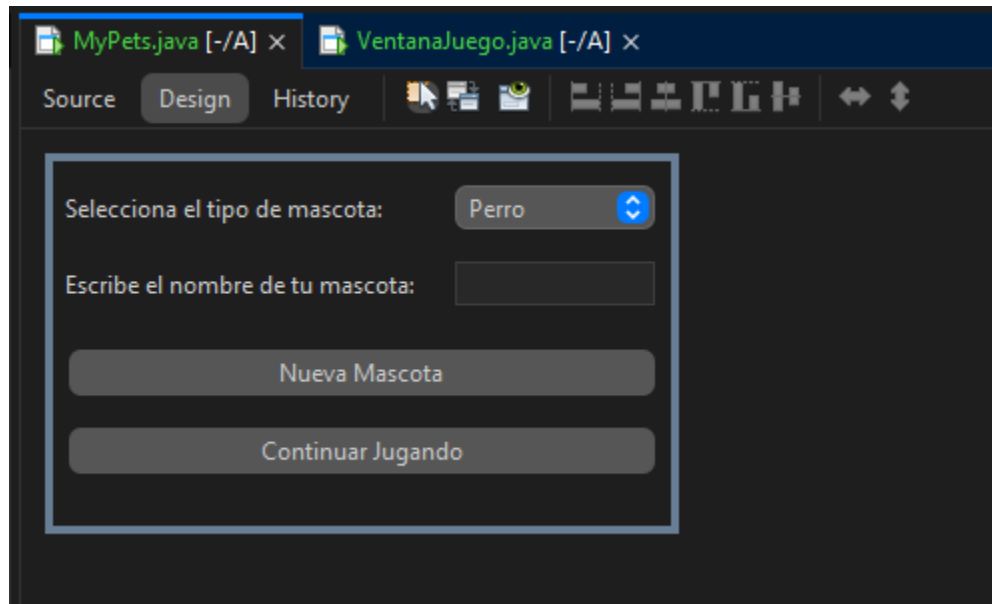 MyPets.java [-/A] × VentanaJuego.java [-/A] ×
Source Design History
Selecciona el tipo de mascota: Perro
Escribe el nombre de tu mascota:
Nueva Mascota
Continuar Jugando